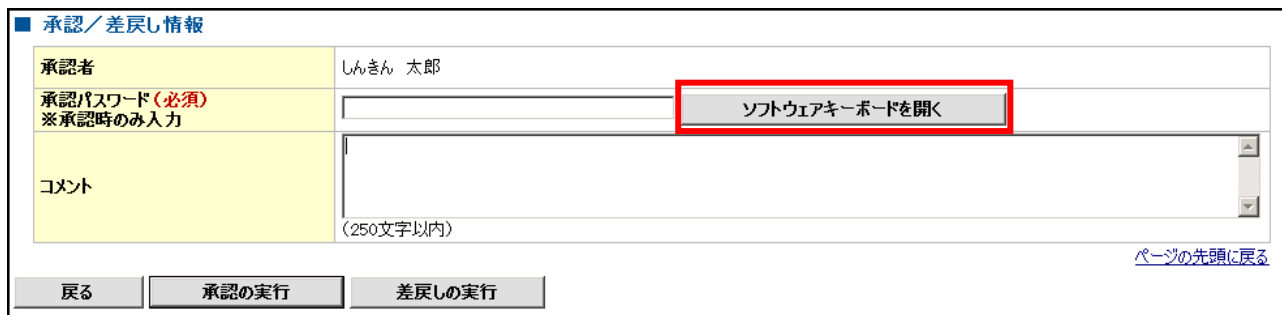 ■ 承認／差戻し情報
承認者 しんきん 太郎
承認パスワード(必須) ソフトウェアキーボードを開く
※承認時のみ入力
コメント
(250文字以内)
ページの先頭に戻る
戻る 承認の実行 差戻しの実行